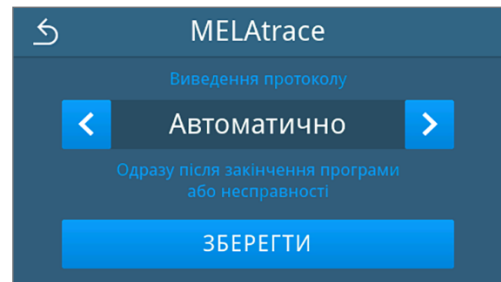 MELAtrace
Виведення протоколу
Автоматично
Одразу після закінчення програми
або несправності
ЗБЕРЕГТИ